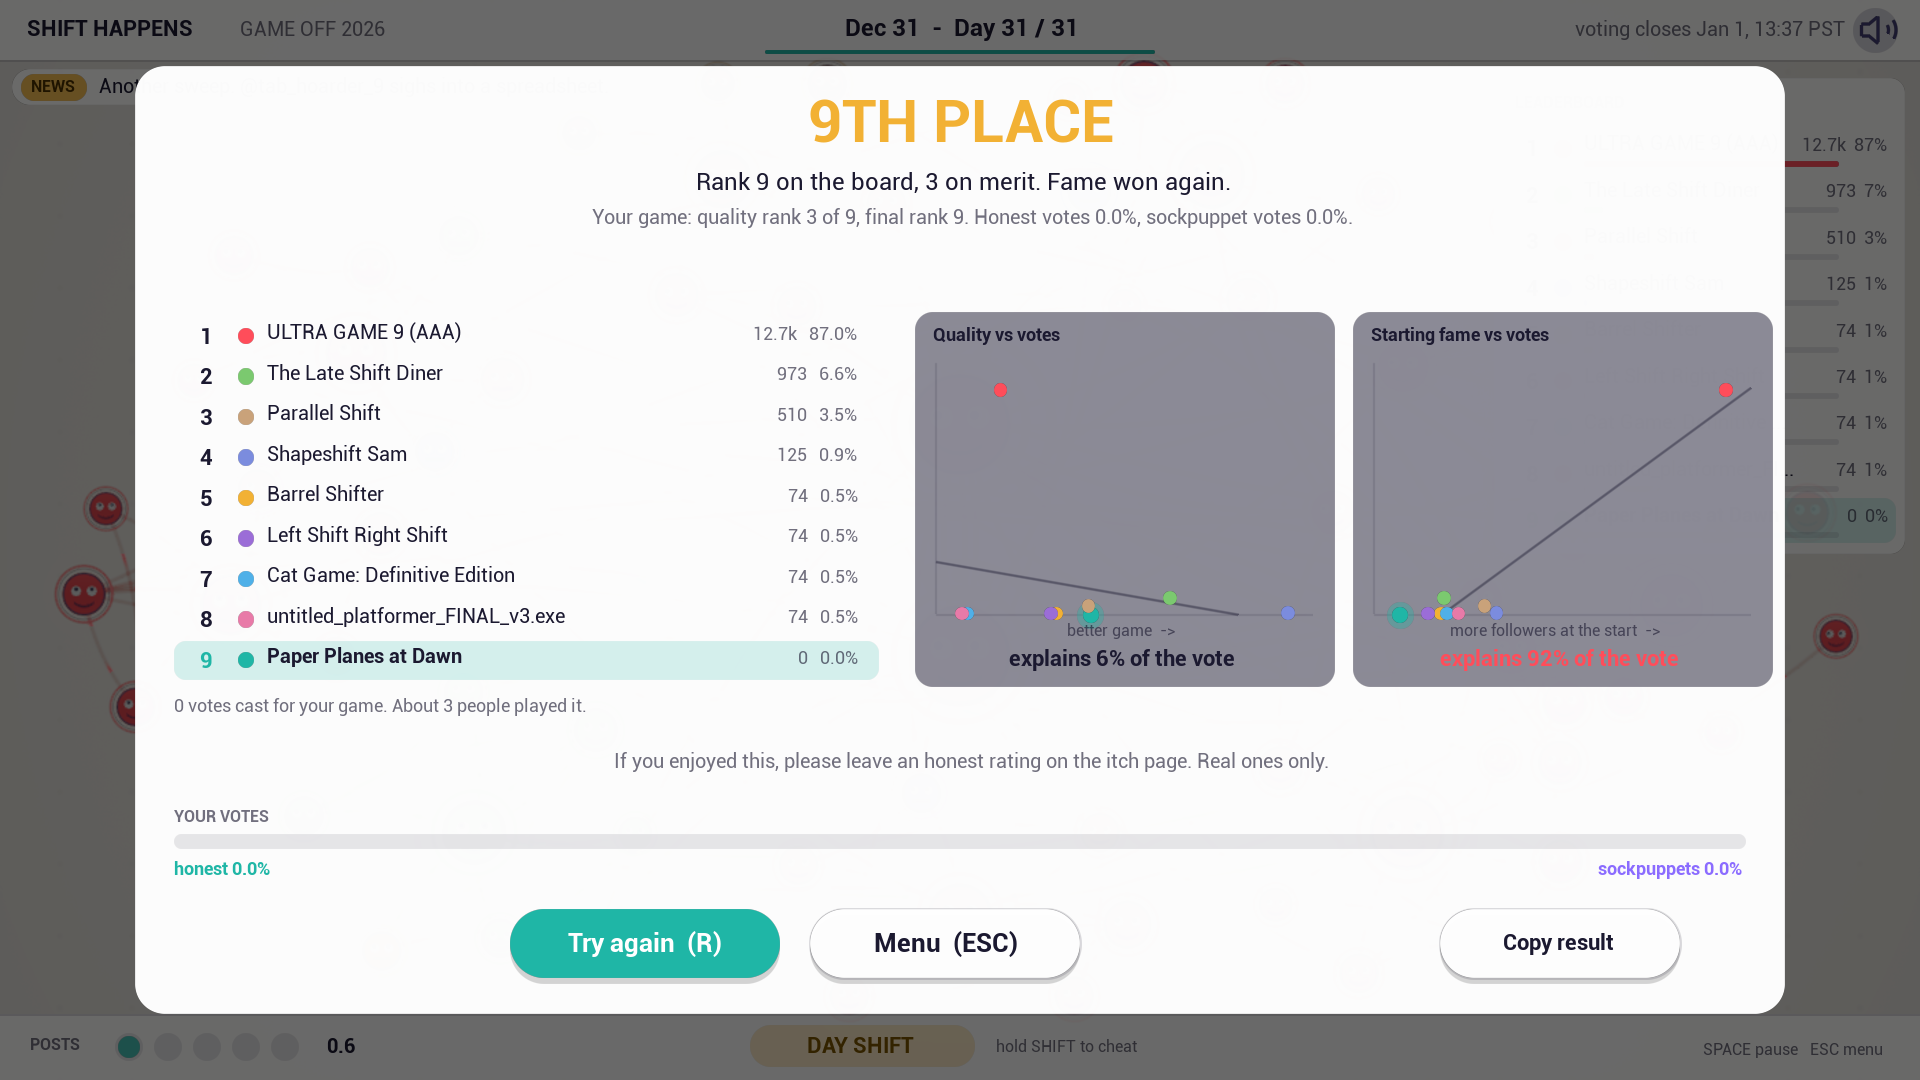 SHIFT HAPPENS
GAME OFF 2026
Dec 31 - Day 31 / 31
voting closes Jan 1, 13:37 PST
NEWS
9TH PLACE
Rank 9 on the board, 3 on merit. Fame won again.
Your game: quality rank 3 of 9, final rank 9. Honest votes 0.0%, sockpuppet votes 0.0%.
1 ULTRA GAME 9 (AAA) 12.7k 87.0%
2 The Late Shift Diner 973 6.6%
3 Parallel Shift 510 3.5%
4 Shapeshift Sam 125 0.9%
5 Barrel Shifter 74 0.5%
6 Left Shift Right Shift 74 0.5%
7 Cat Game: Definitive Edition 74 0.5%
8 untitled_platformer_FINAL_v3.exe 74 0.5%
9 Paper Planes at Dawn 0 0.0%
0 votes cast for your game. About 3 people played it.
Quality vs votes
better game ->
explains 6% of the vote
Starting fame vs votes
more followers at the start ->
explains 92% of the vote
12.7k 87%
973 7%
510 3%
125 1%
74 1%
74 1%
74 1%
.. 74 1%
0 0%
If you enjoyed this, please leave an honest rating on the itch page. Real ones only.
YOUR VOTES
honest 0.0%
sockpuppets 0.0%
Try again (R)
Menu (ESC)
Copy result
POSTS
0.6
DAY SHIFT
hold SHIFT to cheat
SPACE pause ESC menu